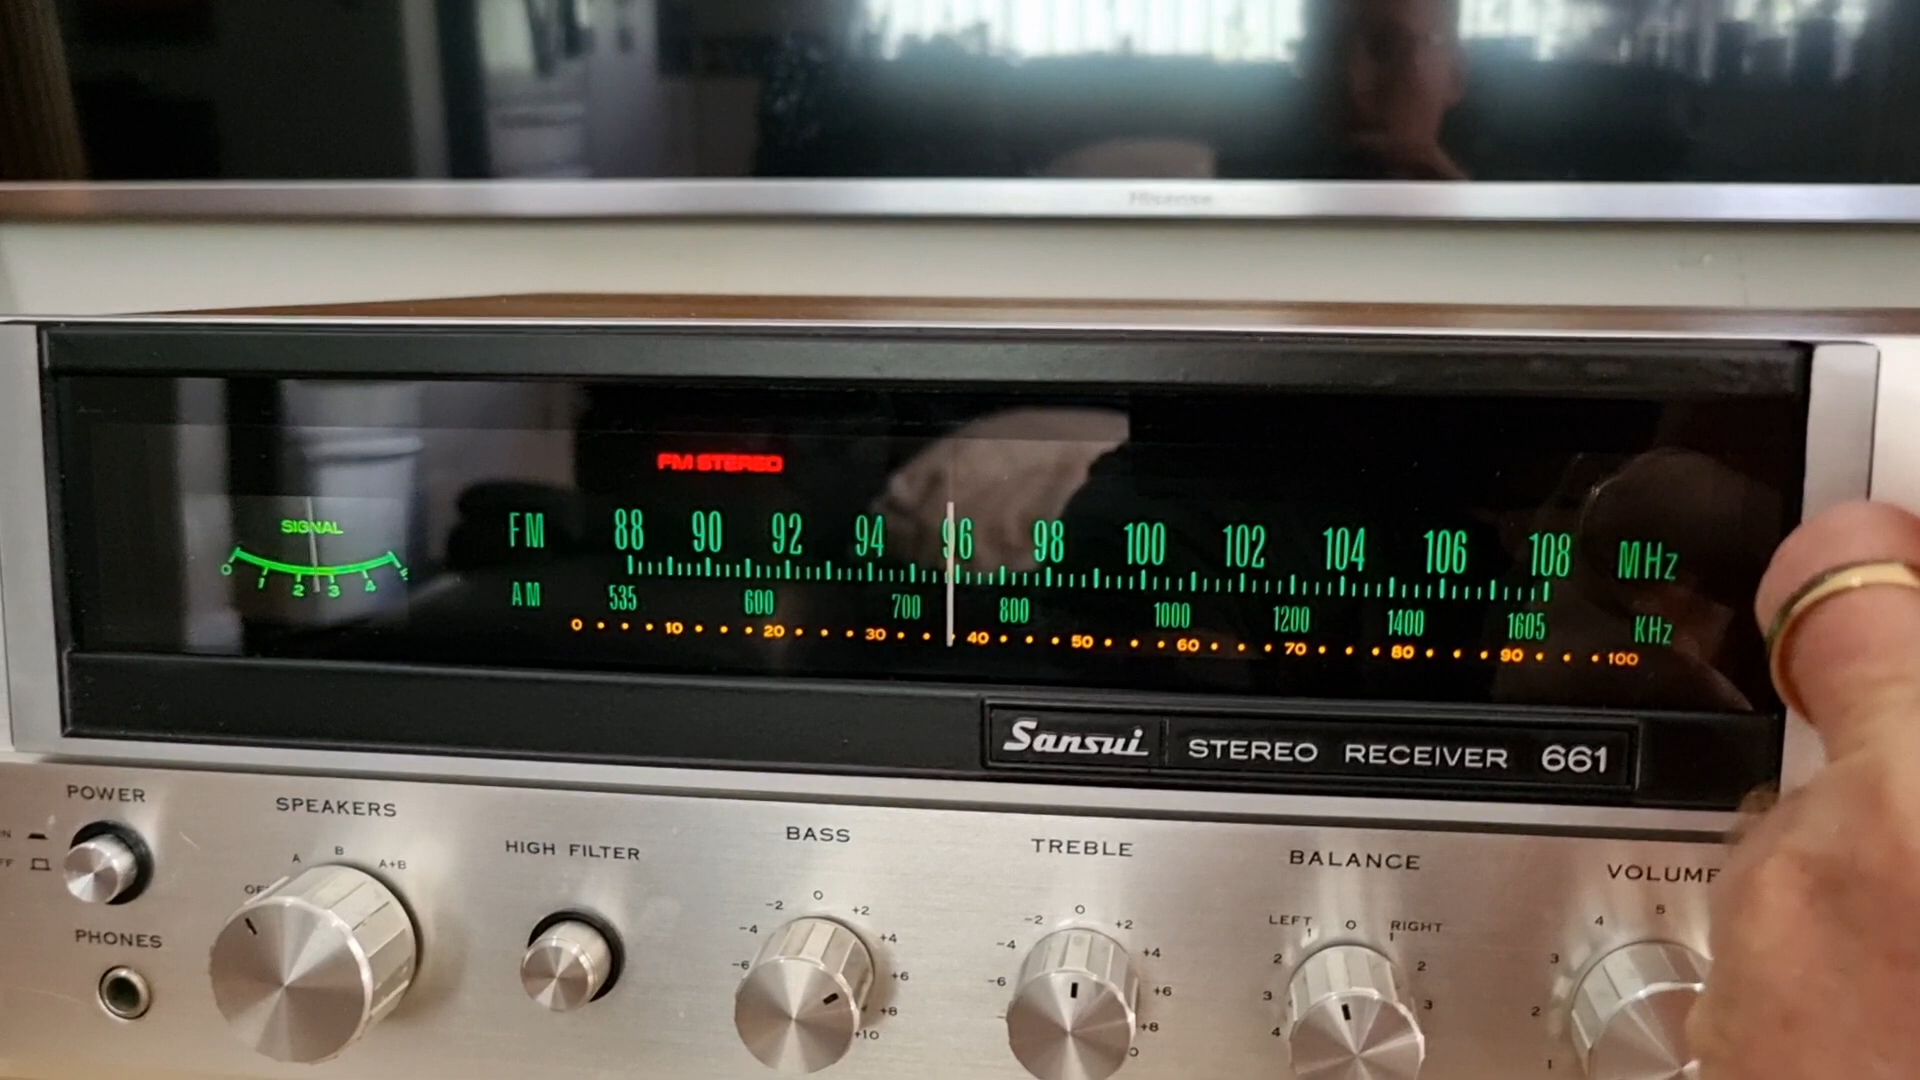 Hisense
FM STEREO
SIGNAL
0 1 2 3 4
FM 88 90 92 94 96 98 100 102 104 106 108 MHz
AM 535 600 700 800 1000 1200 1400 1605 KHz
0 10 20 30 40 50 60 70 80 90 100
Sansui STEREO RECEIVER 661
POWER
SPEAKERS
A B A+B
HIGH FILTER
BASS
-6 -4 -2 0 +2 +4 +6 +8 +10
TREBLE
-6 -4 -2 0 +2 +4 +6 +8
BALANCE
LEFT 0 RIGHT
4 3 2 1 1 2 3
VOLUME
1 2 3 4 5
PHONES